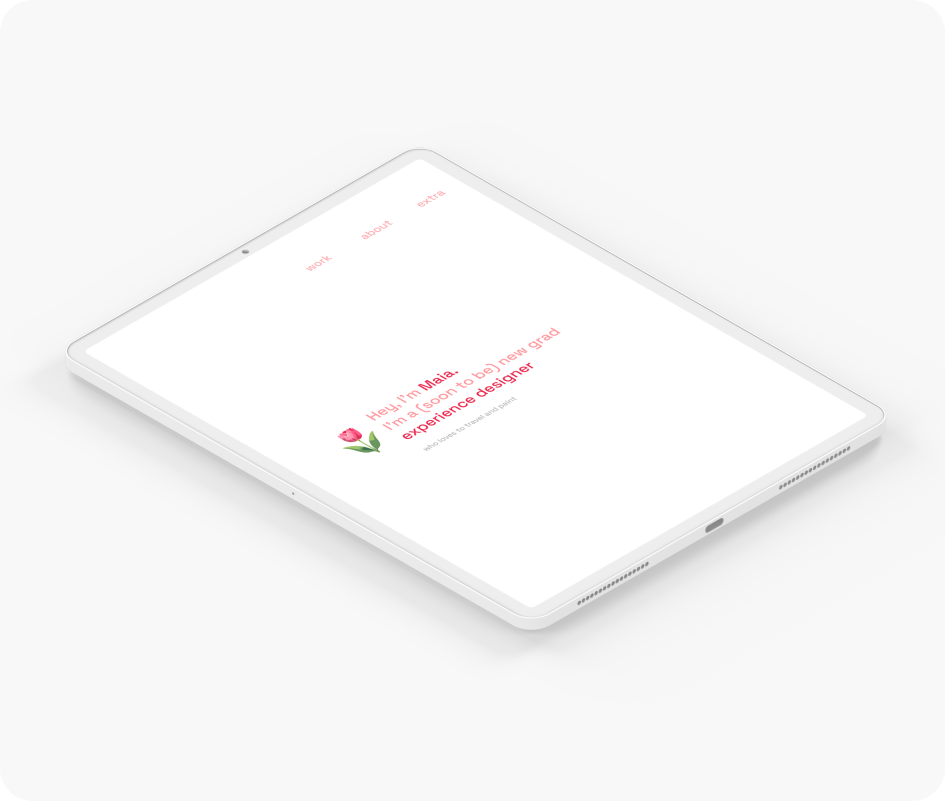 work about extra
Hey, I'm Maia.
I'm a (soon to be) new grad
experience designer
who loves to travel and paint